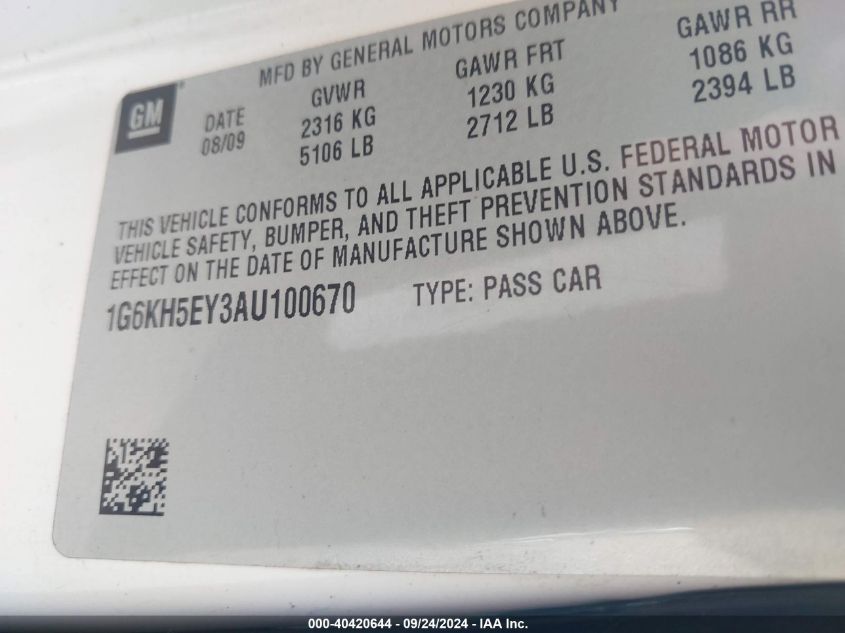 MFD BY GENERAL MOTORS COMPANY
GM
DATE GVWR GAWR FRT GAWR RR
08/09 2316 KG 1230 KG 1086 KG
5106 LB 2712 LB 2394 LB
THIS VEHICLE CONFORMS TO ALL APPLICABLE U.S. FEDERAL MOTOR
VEHICLE SAFETY, BUMPER, AND THEFT PREVENTION STANDARDS IN
EFFECT ON THE DATE OF MANUFACTURE SHOWN ABOVE.
1G6KH5EY3AU100670 TYPE: PASS CAR
000-40420644 - 09/24/2024 - IAA Inc.